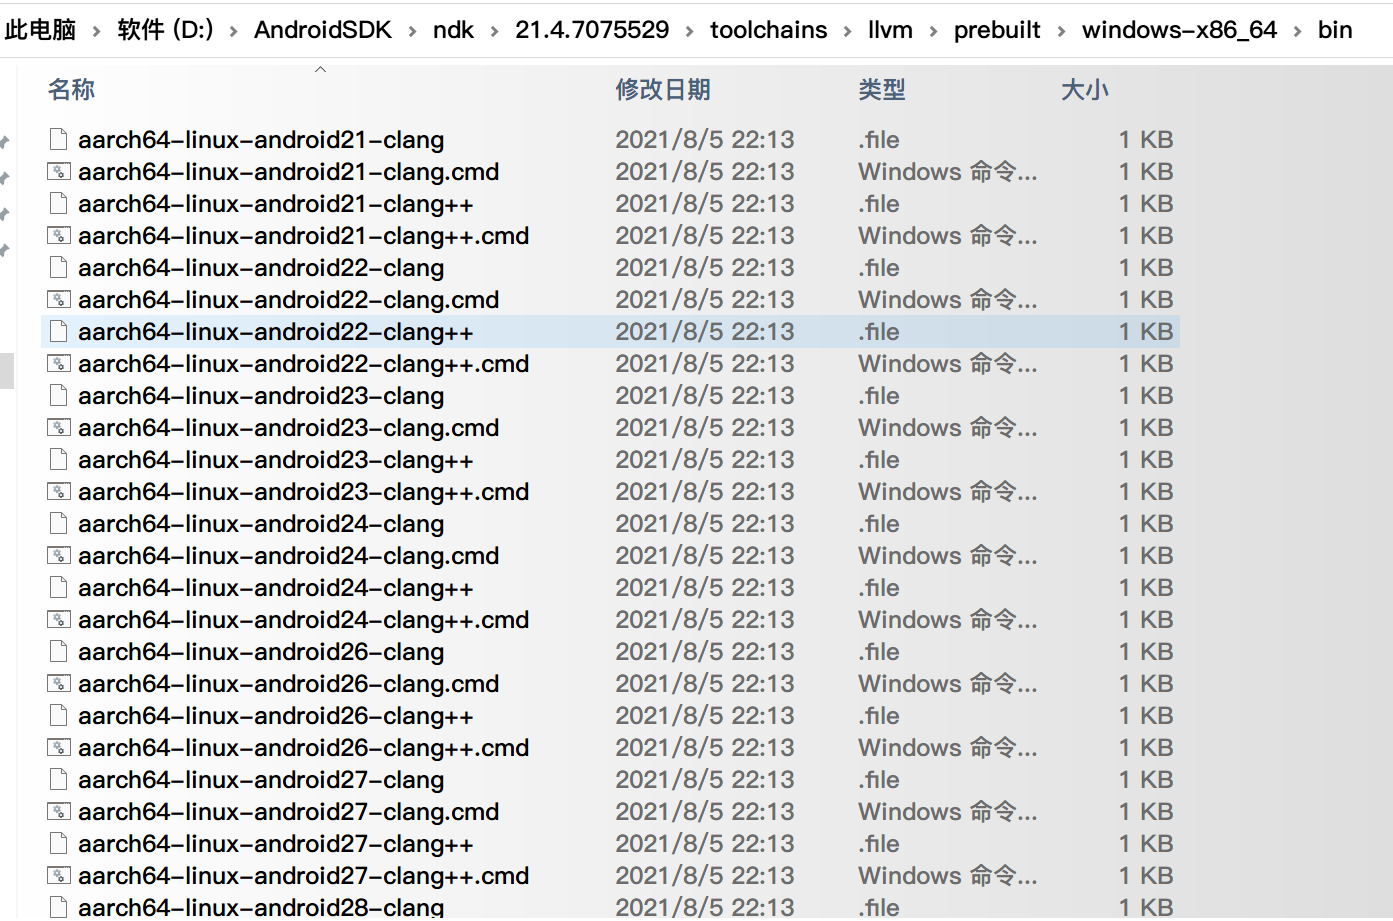 此电脑 › 软件 (D:) › AndroidSDK › ndk › 21.4.7075529 › toolchains › llvm › prebuilt › windows-x86_64 › bin
名称 修改日期 类型 大小
aarch64-linux-android21-clang 2021/8/5 22:13 .file 1 KB
aarch64-linux-android21-clang.cmd 2021/8/5 22:13 Windows 命令... 1 KB
aarch64-linux-android21-clang++ 2021/8/5 22:13 .file 1 KB
aarch64-linux-android21-clang++.cmd 2021/8/5 22:13 Windows 命令... 1 KB
aarch64-linux-android22-clang 2021/8/5 22:13 .file 1 KB
aarch64-linux-android22-clang.cmd 2021/8/5 22:13 Windows 命令... 1 KB
aarch64-linux-android22-clang++ 2021/8/5 22:13 .file 1 KB
aarch64-linux-android22-clang++.cmd 2021/8/5 22:13 Windows 命令... 1 KB
aarch64-linux-android23-clang 2021/8/5 22:13 .file 1 KB
aarch64-linux-android23-clang.cmd 2021/8/5 22:13 Windows 命令... 1 KB
aarch64-linux-android23-clang++ 2021/8/5 22:13 .file 1 KB
aarch64-linux-android23-clang++.cmd 2021/8/5 22:13 Windows 命令... 1 KB
aarch64-linux-android24-clang 2021/8/5 22:13 .file 1 KB
aarch64-linux-android24-clang.cmd 2021/8/5 22:13 Windows 命令... 1 KB
aarch64-linux-android24-clang++ 2021/8/5 22:13 .file 1 KB
aarch64-linux-android24-clang++.cmd 2021/8/5 22:13 Windows 命令... 1 KB
aarch64-linux-android26-clang 2021/8/5 22:13 .file 1 KB
aarch64-linux-android26-clang.cmd 2021/8/5 22:13 Windows 命令... 1 KB
aarch64-linux-android26-clang++ 2021/8/5 22:13 .file 1 KB
aarch64-linux-android26-clang++.cmd 2021/8/5 22:13 Windows 命令... 1 KB
aarch64-linux-android27-clang 2021/8/5 22:13 .file 1 KB
aarch64-linux-android27-clang.cmd 2021/8/5 22:13 Windows 命令... 1 KB
aarch64-linux-android27-clang++ 2021/8/5 22:13 .file 1 KB
aarch64-linux-android27-clang++.cmd 2021/8/5 22:13 Windows 命令... 1 KB
aarch64-linux-android28-clang 2021/8/5 22:13 .file 1 KB